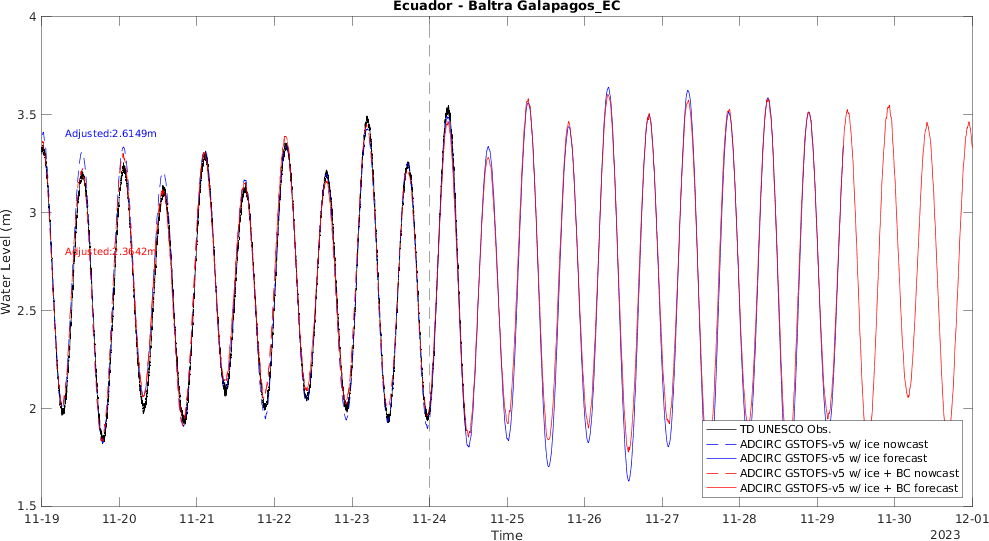 Ecuador - Baltra Galapagos_EC
4
3.5
3
2.5
2
1.5
Water Level (m)
Adjusted:2.6149m
Adjusted:2.3642m
TD UNESCO Obs.
ADCIRC GSTOFS-v5 w/ ice nowcast
ADCIRC GSTOFS-v5 w/ ice forecast
ADCIRC GSTOFS-v5 w/ ice + BC nowcast
ADCIRC GSTOFS-v5 w/ ice + BC forecast
11-19 11-20 11-21 11-22 11-23 11-24 11-25 11-26 11-27 11-28 11-29 11-30 12-01
Time
2023